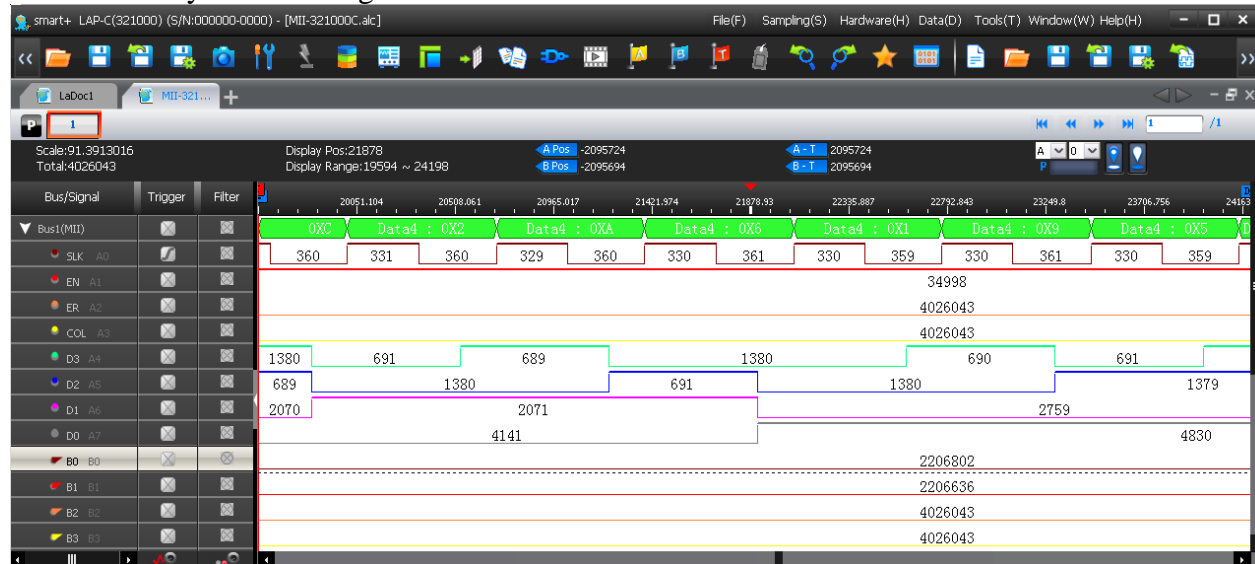 smart+ LAP-C(321000) (S/N:000000-0000) - [MII-321000C.alc] File(F) Sampling(S) Hardware(H) Data(D) Tools(T) Window(W) Help(H)
LaDoc1 MII-321... +
P 1 1 /1
Scale:91.3913016 Display Pos:21878 A Pos -2095724 A - T 2095724 A 0
Total:4026043 Display Range:19594 ~ 24198 B Pos -2095694 B - T 2095694 P
Bus/Signal Trigger Filter 20051.104 20508.061 20965.017 21421.974 21878.93 22335.887 22792.843 23249.8 23706.756 24163
Bus1(MII) 0XC Data4 : 0X2 Data4 : 0XA Data4 : 0X6 Data4 : 0X1 Data4 : 0X9 Data4 : 0X5
SLK A0 360 331 360 329 360 330 361 330 359 330 361 330 359
EN A1 34998
ER A2 4026043
COL A3 4026043
D3 A4 1380 691 689 1380 690 691
D2 A5 689 1380 691 1380 1379
D1 A6 2070 2071 2759
D0 A7 4141 4830
B0 B0 2206802
B1 B1 2206636
B2 B2 4026043
B3 B3 4026043